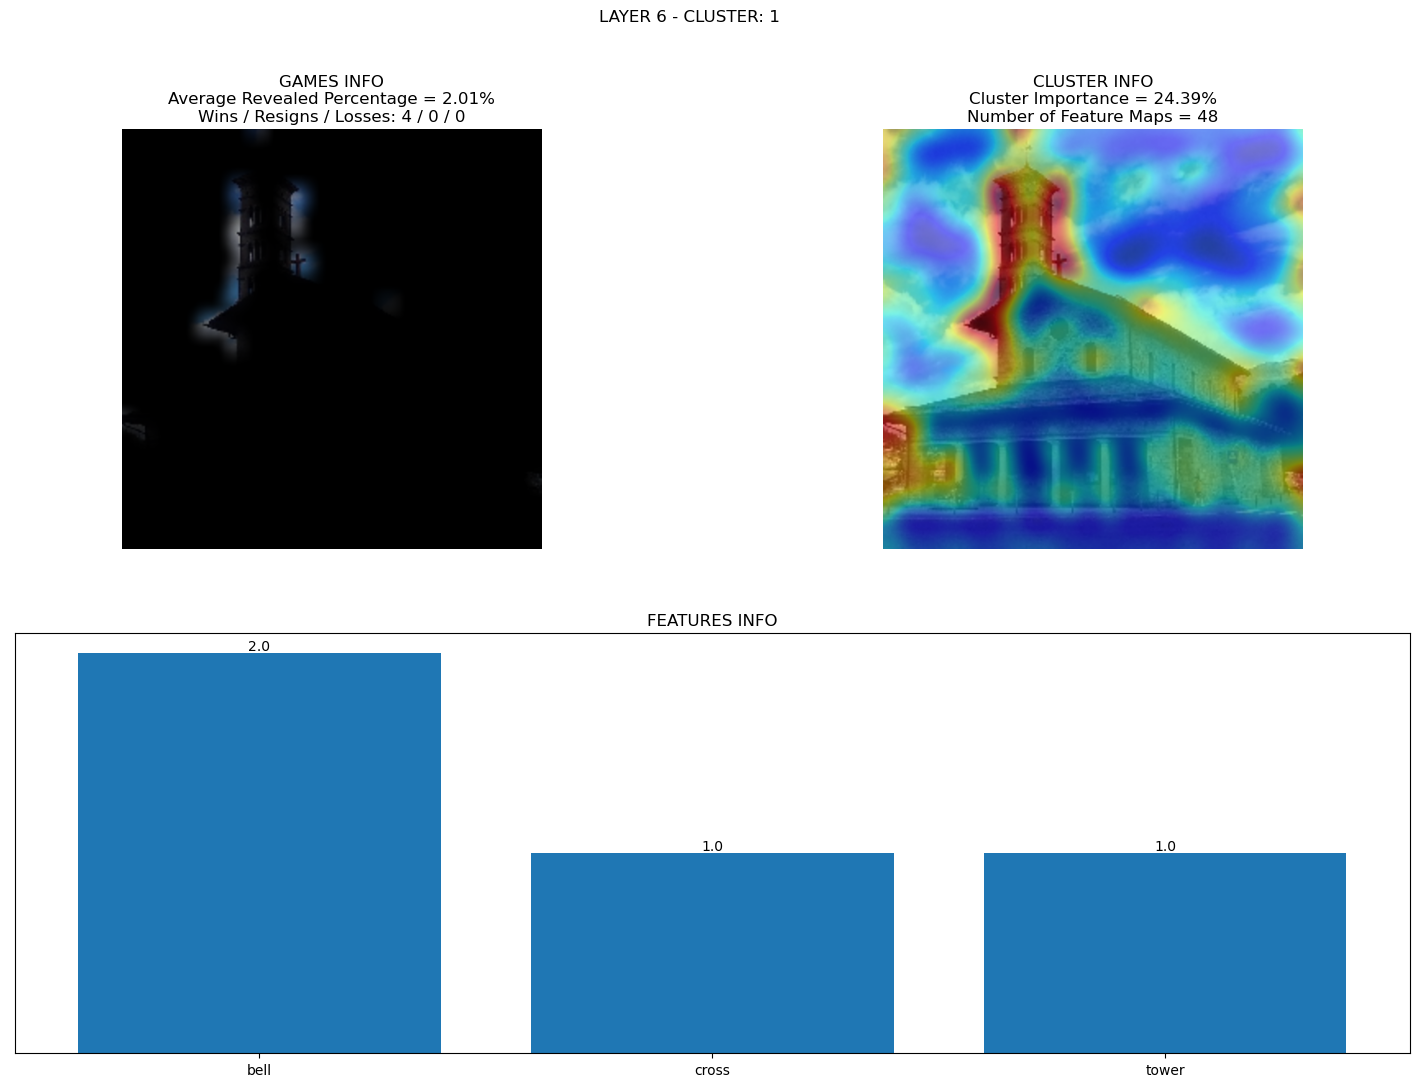 LAYER 6 - CLUSTER: 1
GAMES INFO
Average Revealed Percentage = 2.01%
Wins / Resigns / Losses: 4 / 0 / 0
CLUSTER INFO
Cluster Importance = 24.39%
Number of Feature Maps = 48
FEATURES INFO
2.0
1.0
1.0
bell
cross
tower